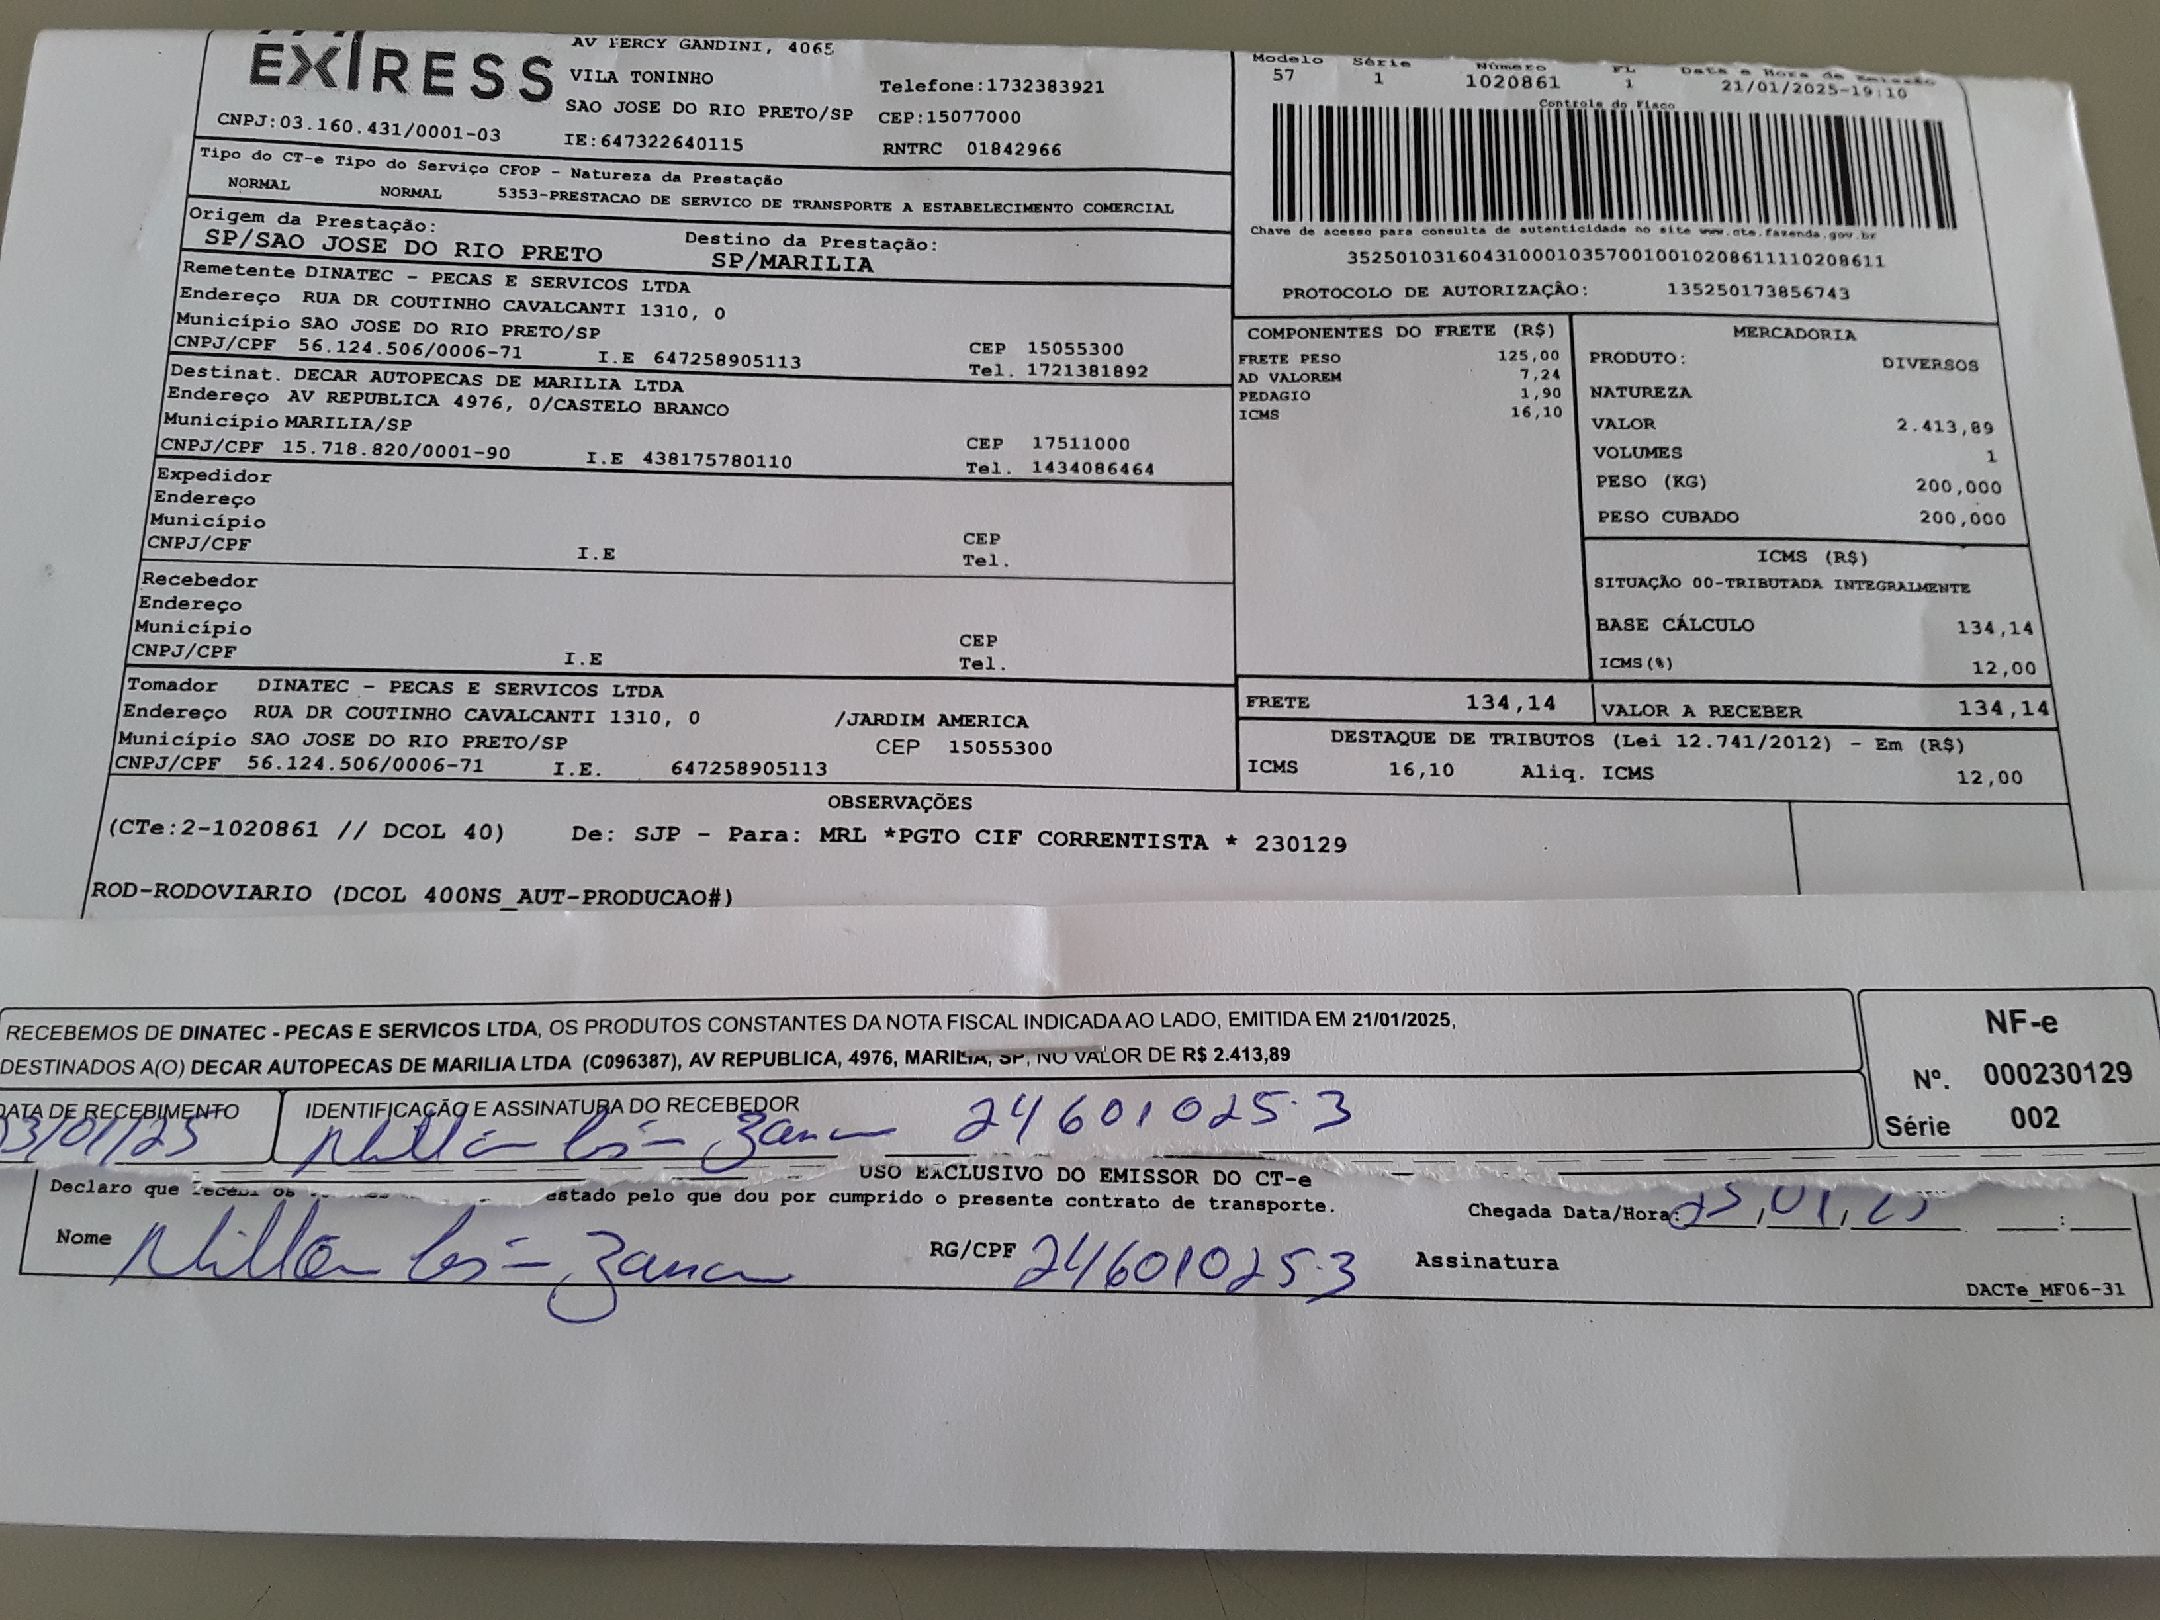 EXPRESS
AV PERCY GANDINI, 4065
VILA TONINHO
SAO JOSE DO RIO PRETO/SP
Telefone:1732383921
CEP:15077000
CNPJ:03.160.431/0001-03
IE:647322640115
RNTRC 01842966
Modelo Série Número FL Data e Hora de Emissão
57 1 1020861 1 21/01/2025-19:10
Controle do Fisco
Chave de acesso para consulta de autenticidade no site www.cte.fazenda.gov.br
35250103160431000103570010010208611110208611
PROTOCOLO DE AUTORIZAÇÃO: 135250173856743
Tipo do CT-e Tipo do Serviço CFOP - Natureza da Prestação
NORMAL NORMAL 5353-PRESTACAO DE SERVICO DE TRANSPORTE A ESTABELECIMENTO COMERCIAL
Origem da Prestação: Destino da Prestação:
SP/SAO JOSE DO RIO PRETO SP/MARILIA
Remetente DINATEC - PECAS E SERVICOS LTDA
Endereço RUA DR COUTINHO CAVALCANTI 1310, 0
Município SAO JOSE DO RIO PRETO/SP CEP 15055300
CNPJ/CPF 56.124.506/0006-71 I.E 647258905113 Tel. 1721381892
Destinat. DECAR AUTOPECAS DE MARILIA LTDA
Endereço AV REPUBLICA 4976, 0/CASTELO BRANCO
Município MARILIA/SP CEP 17511000
CNPJ/CPF 15.718.820/0001-90 I.E 438175780110 Tel. 1434086464
Expedidor
Endereço
Município CEP
CNPJ/CPF I.E Tel.
Recebedor
Endereço
Município CEP
CNPJ/CPF I.E Tel.
Tomador DINATEC - PECAS E SERVICOS LTDA
Endereço RUA DR COUTINHO CAVALCANTI 1310, 0 /JARDIM AMERICA
Município SAO JOSE DO RIO PRETO/SP CEP 15055300
CNPJ/CPF 56.124.506/0006-71 I.E. 647258905113
COMPONENTES DO FRETE (R$)
FRETE PESO 125,00
AD VALOREM 7,24
PEDAGIO 1,90
ICMS 16,10
MERCADORIA
PRODUTO: DIVERSOS
NATUREZA
VALOR 2.413,89
VOLUMES 1
PESO (KG) 200,000
PESO CUBADO 200,000
ICMS (R$)
SITUAÇÃO 00-TRIBUTADA INTEGRALMENTE
BASE CÁLCULO 134,14
ICMS(%) 12,00
FRETE 134,14 VALOR A RECEBER 134,14
DESTAQUE DE TRIBUTOS (Lei 12.741/2012) - Em (R$)
ICMS 16,10 Aliq. ICMS 12,00
OBSERVAÇÕES
(CTe:2-1020861 // DCOL 40) De: SJP - Para: MRL *PGTO CIF CORRENTISTA * 230129
ROD-RODOVIARIO (DCOL 400NS_AUT-PRODUCAO#)
RECEBEMOS DE DINATEC - PECAS E SERVICOS LTDA, OS PRODUTOS CONSTANTES DA NOTA FISCAL INDICADA AO LADO, EMITIDA EM 21/01/2025,
DESTINADOS A(O) DECAR AUTOPECAS DE MARILIA LTDA (C096387), AV REPUBLICA, 4976, MARILIA, SP, NO VALOR DE R$ 2.413,89
NF-e
Nº. 000230129
Série 002
DATA DE RECEBIMENTO IDENTIFICAÇÃO E ASSINATURA DO RECEBEDOR
3/01/25 24601025-3
USO EXCLUSIVO DO EMISSOR DO CT-e
Declaro que recebi os estado pelo que dou por cumprido o presente contrato de transporte.
Chegada Data/Hora: 23,01,25 :
Nome RG/CPF 24601025-3 Assinatura
DACTe_MF06-31